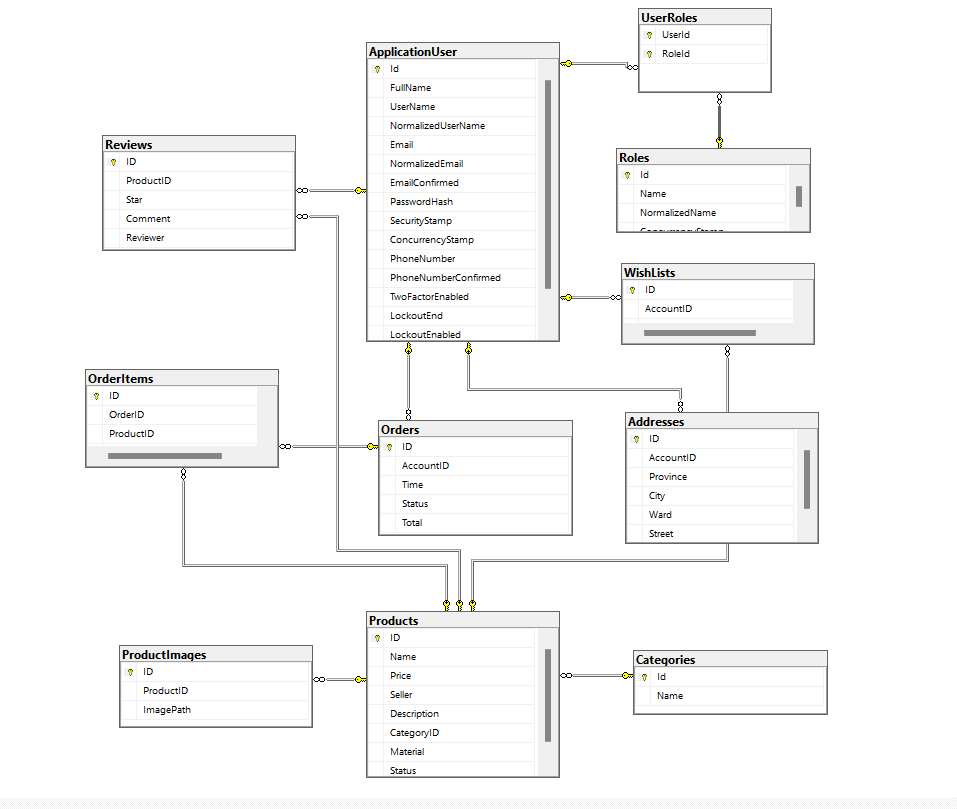 UserRoles
UserId
RoleId
ApplicationUser
Id
FullName
UserName
NormalizedUserName
Email
NormalizedEmail
EmailConfirmed
PasswordHash
SecurityStamp
ConcurrencyStamp
PhoneNumber
PhoneNumberConfirmed
TwoFactorEnabled
LockoutEnd
LockoutEnabled
Reviews
ID
ProductID
Star
Comment
Reviewer
Roles
Id
Name
NormalizedName
ConcurrencyStamp
WishLists
ID
AccountID
OrderItems
ID
OrderID
ProductID
Orders
ID
AccountID
Time
Status
Total
Addresses
ID
AccountID
Province
City
Ward
Street
Products
ID
Name
Price
Seller
Description
CategoryID
Material
Status
ProductImages
ID
ProductID
ImagePath
Categories
Id
Name